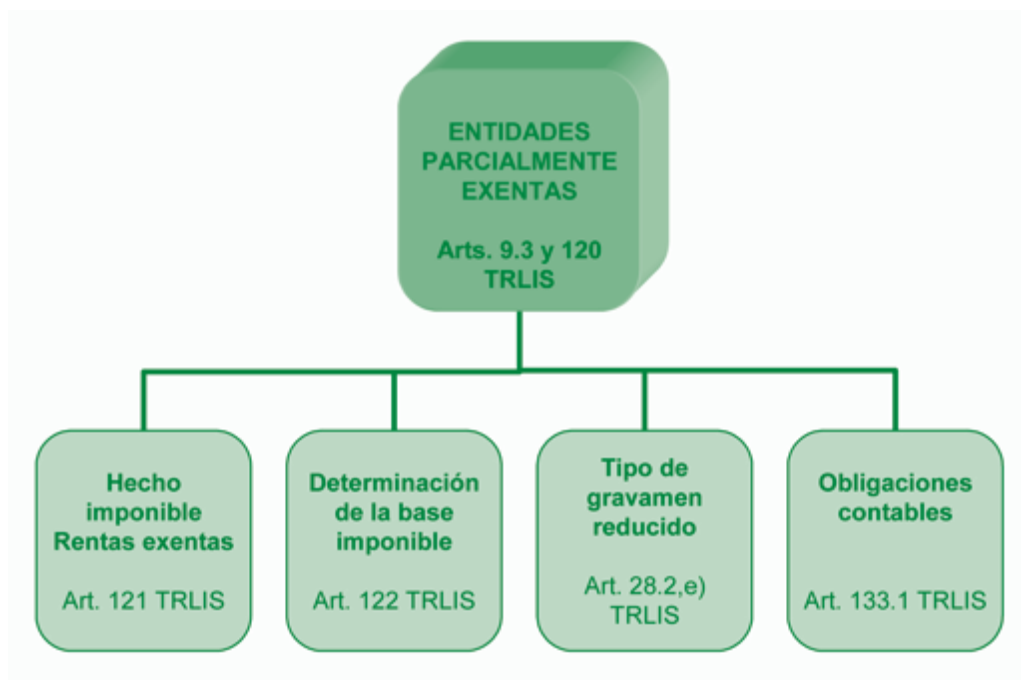 ENTIDADES
PARCIALMENTE
EXENTAS
Arts. 9.3 y 120
TRLIS
Hecho
imponible
Rentas exentas
Art. 121 TRLIS
Determinación
de la base
imponible
Art. 122 TRLIS
Tipo de
gravamen
reducido
Art. 28.2,e)
TRLIS
Obligaciones
contables
Art. 133.1 TRLIS